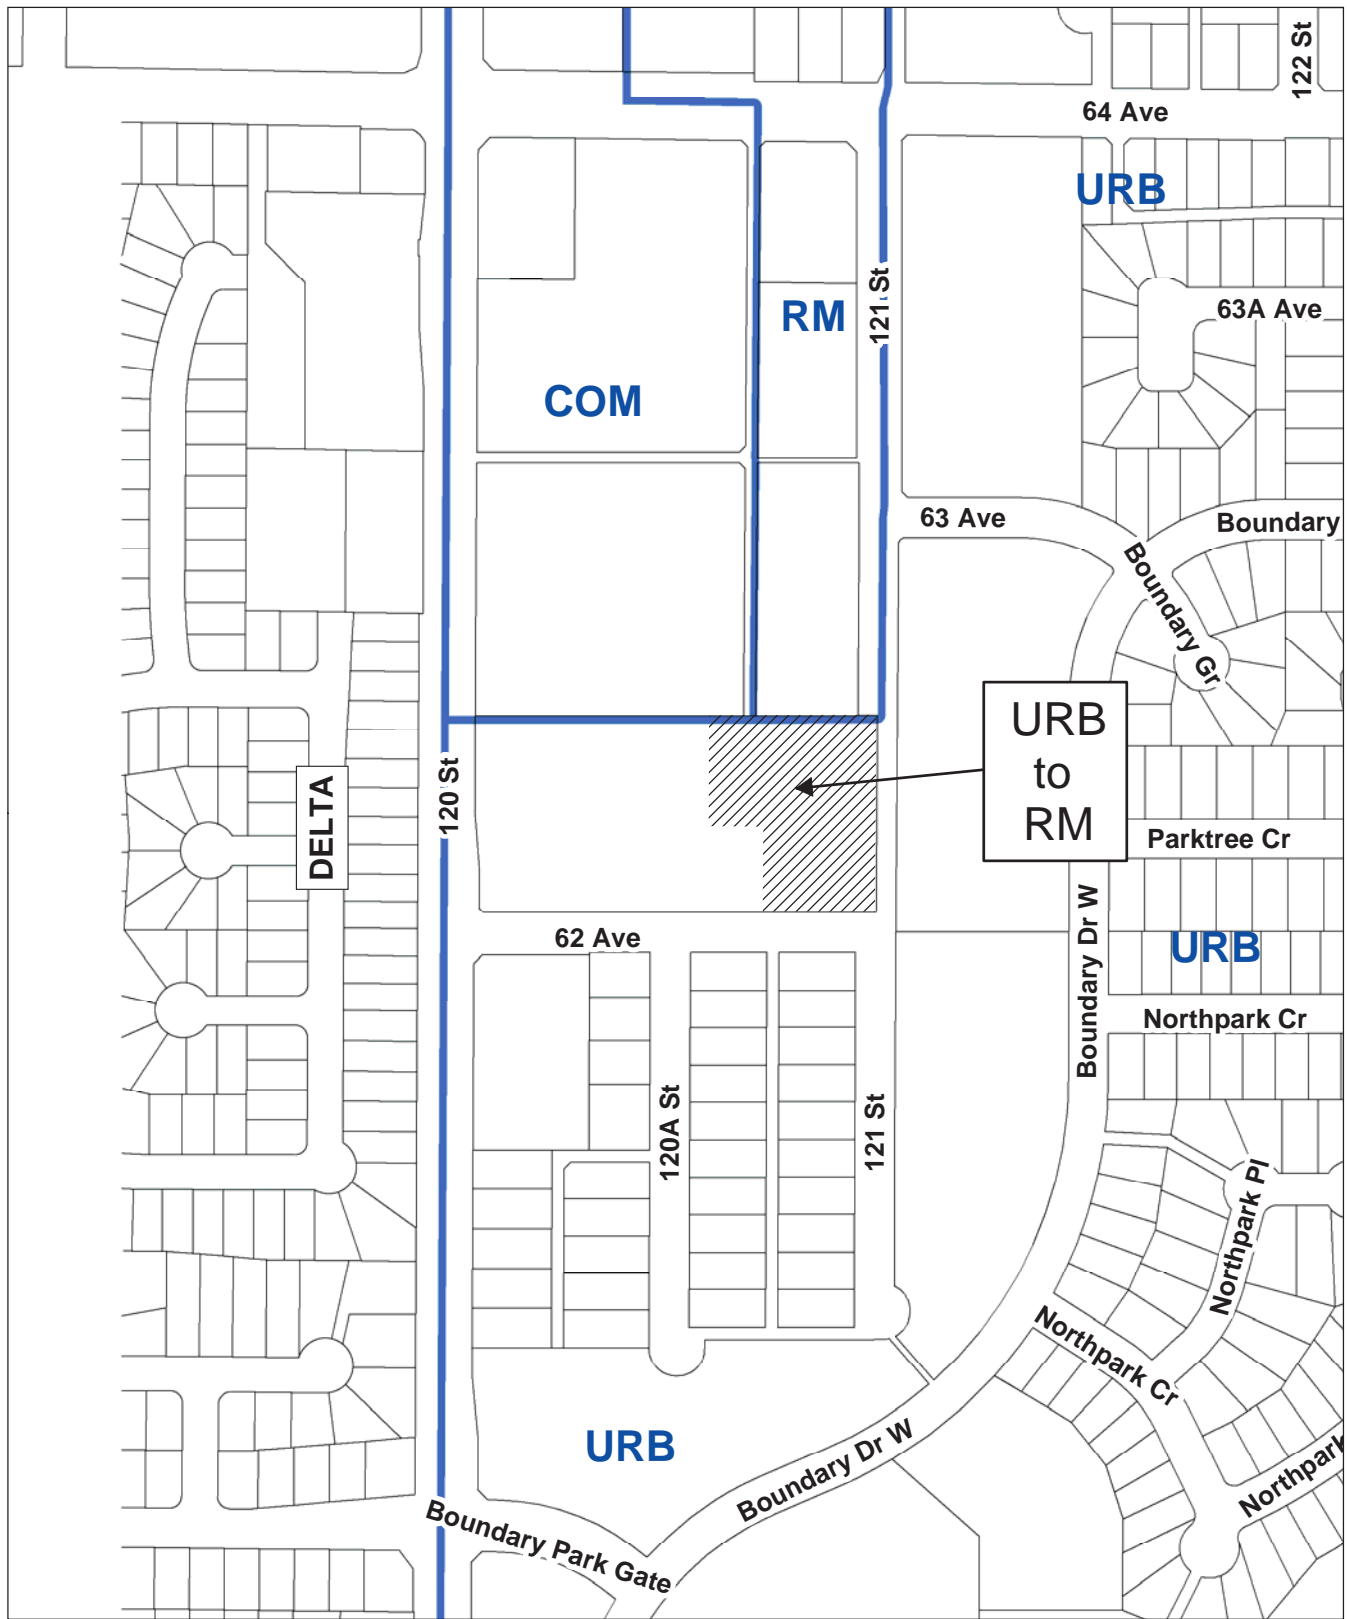 122 St
64 Ave
URB
121 St
RM
63A Ave
COM
63 Ave
Boundary
Boundary Gr
URB
to
RM
120 St
DELTA
Parktree Cr
62 Ave
Boundary Dr W
URB
Northpark Cr
120A St
121 St
Northpark Pl
Northpark Cr
URB
Boundary Dr W
Northpark
Boundary Park Gate